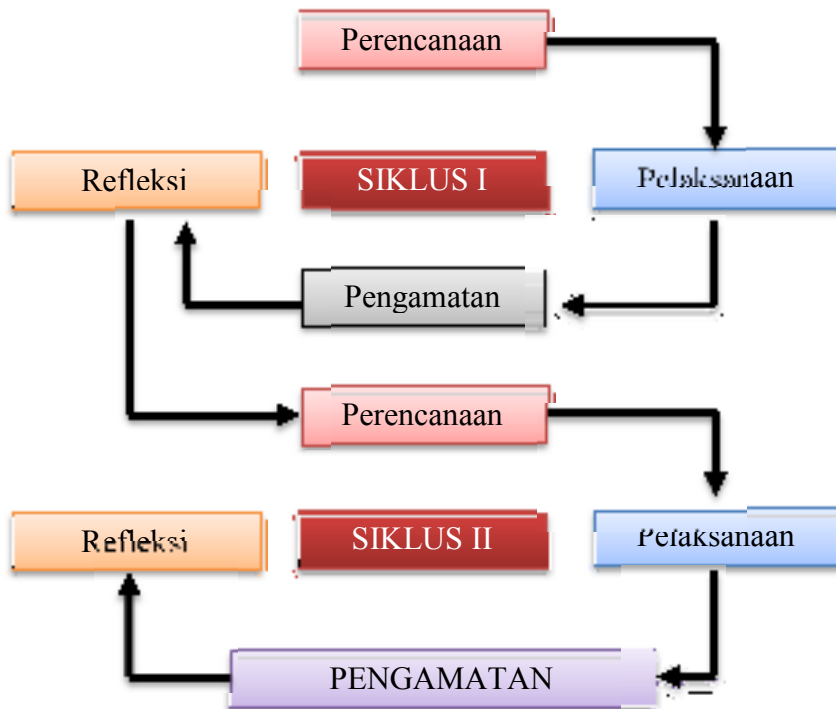 Perencanaan
Refleksi
SIKLUS I
Pelaksanaan
Pengamatan
Perencanaan
Refleksi
SIKLUS II
Pelaksanaan
PENGAMATAN